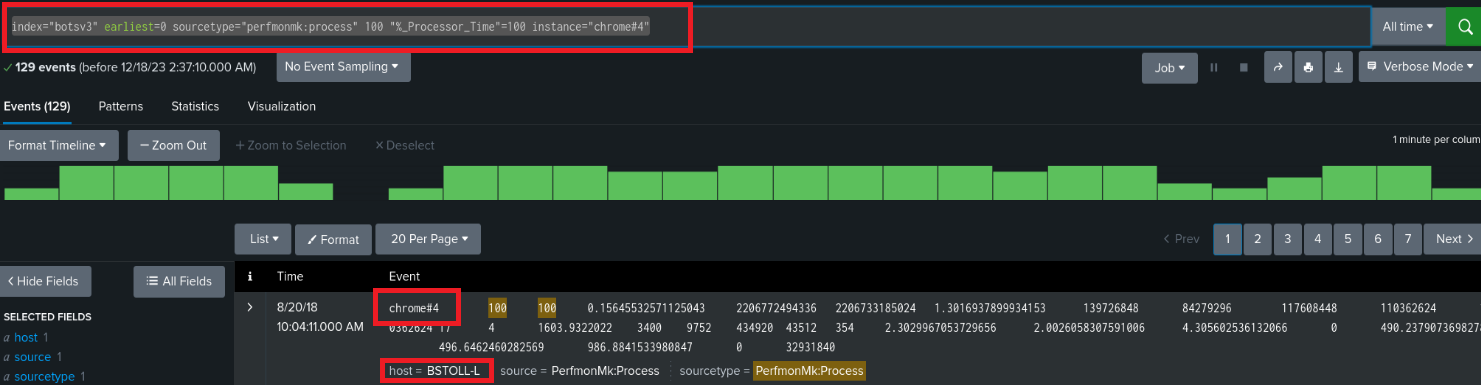 index="botsv3" earliest=0 sourcetype="perfmonmk:process" 100 "%_Processor_Time"=100 instance="chrome#4"
All time
129 events (before 12/18/23 2:37:10.000 AM)
No Event Sampling
Job
Verbose Mode
Events (129)
Patterns
Statistics
Visualization
Format Timeline
— Zoom Out
+ Zoom to Selection
× Deselect
1 minute per colum
List
Format
20 Per Page
< Prev
1 2 3 4 5 6 7
Next >
< Hide Fields
All Fields
i
Time
Event
SELECTED FIELDS
a host 1
a source 1
a sourcetype 1
>
8/20/18
10:04:11.000 AM
chrome#4 100 100 0.15645532571125043 2206772494336 2206733185024 1.3016937899934153 139726848 84279296 117608448 110362624
0362624 17 4 1603.9322022 3400 9752 434920 43512 354 2.3029967053729656 2.0026058307591006 4.305602536132066 0 490.237907369827
496.6462460282569 986.8841533980847 0 32931840
host = BSTOLL-L source = PerfmonMk:Process sourcetype = PerfmonMk:Process